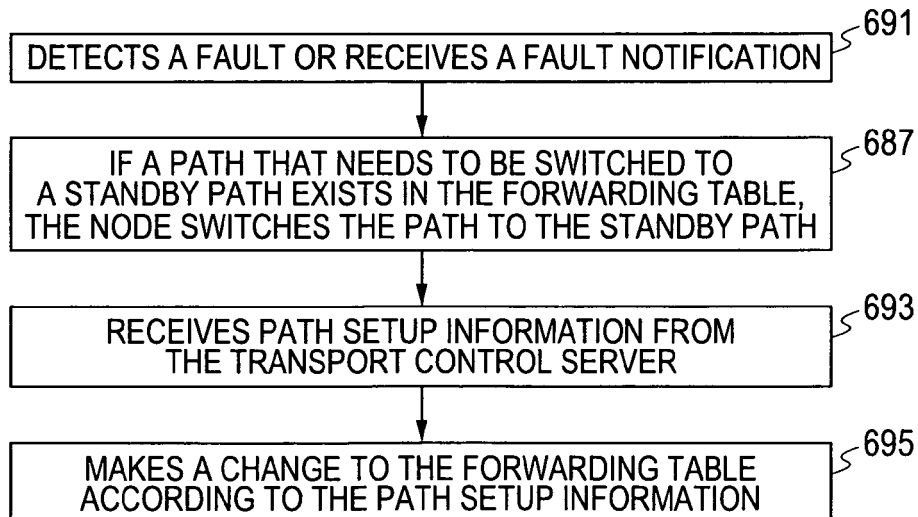 691
DETECTS A FAULT OR RECEIVES A FAULT NOTIFICATION
687
IF A PATH THAT NEEDS TO BE SWITCHED TO
A STANDBY PATH EXISTS IN THE FORWARDING TABLE,
THE NODE SWITCHES THE PATH TO THE STANDBY PATH
693
RECEIVES PATH SETUP INFORMATION FROM
THE TRANSPORT CONTROL SERVER
695
MAKES A CHANGE TO THE FORWARDING TABLE
ACCORDING TO THE PATH SETUP INFORMATION